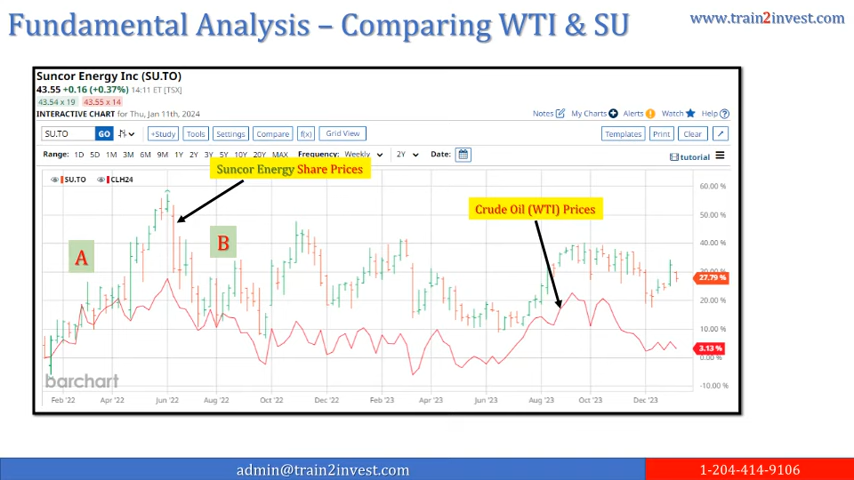 Fundamental Analysis – Comparing WTI & SU
www.train2invest.com
Suncor Energy Inc (SU.TO)
43.55 +0.16 (+0.37%) 14:11 ET [TSX]
43.54 x 19 43.55 x 14
INTERACTIVE CHART for Thu, Jan 11th, 2024
Notes My Charts Alerts Watch Help
SU.TO GO +Study Tools Settings Compare f(x) Grid View Templates Print Clear
Range: 1D 5D 1M 3M 6M 9M 1Y 2Y 3Y 5Y 10Y 20Y MAX Frequency: Weekly 2Y Date:
tutorial
Suncor Energy Share Prices
SU.TO CLH24
60.00 %
Crude Oil (WTI) Prices
50.00 %
A
B
40.00 %
30.00 %
27.79 %
20.00 %
10.00 %
3.13 %
0.00 %
barchart
-10.00 %
Feb '22 Apr '22 Jun '22 Aug '22 Oct '22 Dec '22 Feb '23 Apr '23 Jun '23 Aug '23 Oct '23 Dec '23
admin@train2invest.com
1-204-414-9106